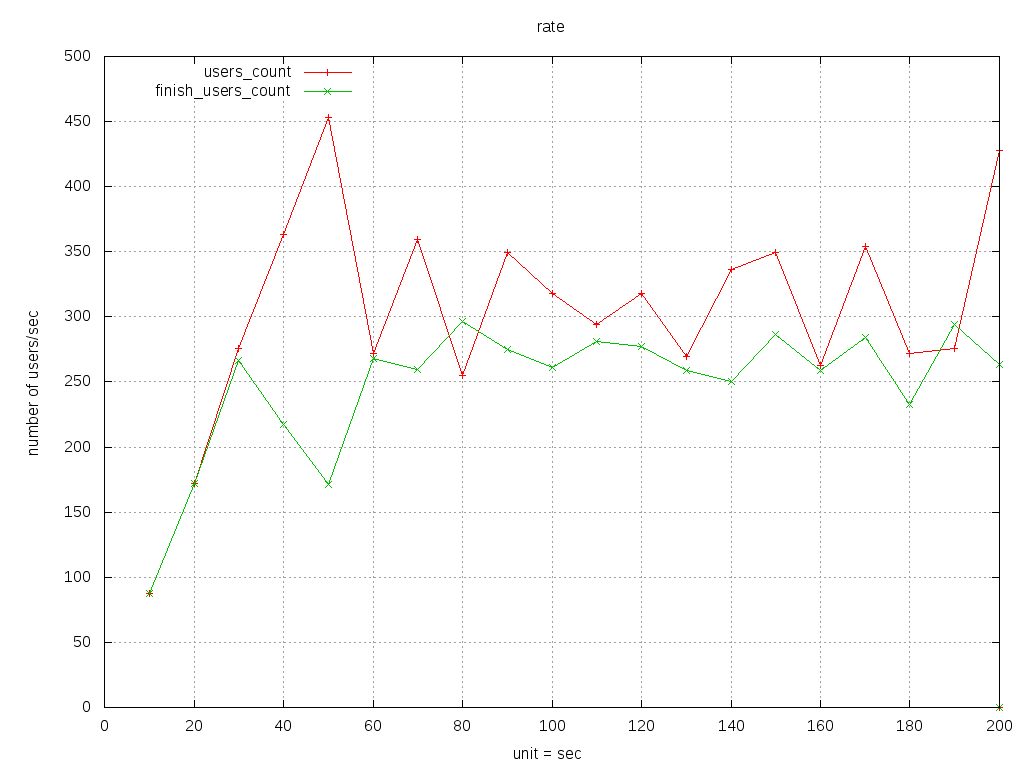 rate
500
450
400
350
300
250
200
150
100
50
0
users_count
finish_users_count
number of users/sec
0 20 40 60 80 100 120 140 160 180 200
unit = sec